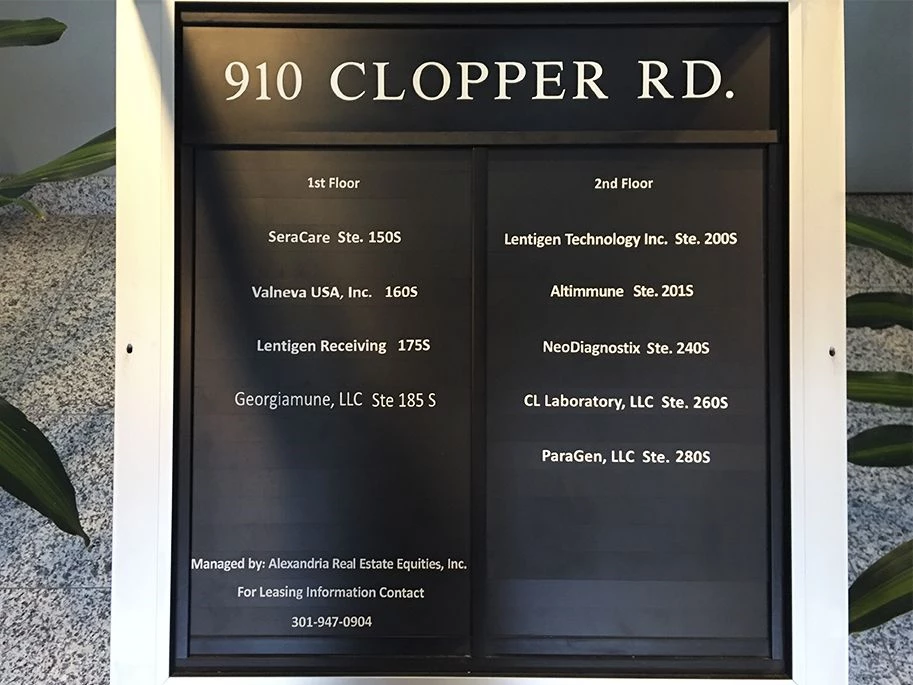 910 CLOPPER RD.
1st Floor
SeraCare Ste. 150S
Valneva USA, Inc. 160S
Lentigen Receiving 175S
Georgiamune, LLC Ste 185 S
Managed by: Alexandria Real Estate Equities, Inc.
For Leasing Information Contact
301-947-0904
2nd Floor
Lentigen Technology Inc. Ste. 200S
Altimmune Ste. 201S
NeoDiagnostix Ste. 240S
CL Laboratory, LLC Ste. 260S
ParaGen, LLC Ste. 280S